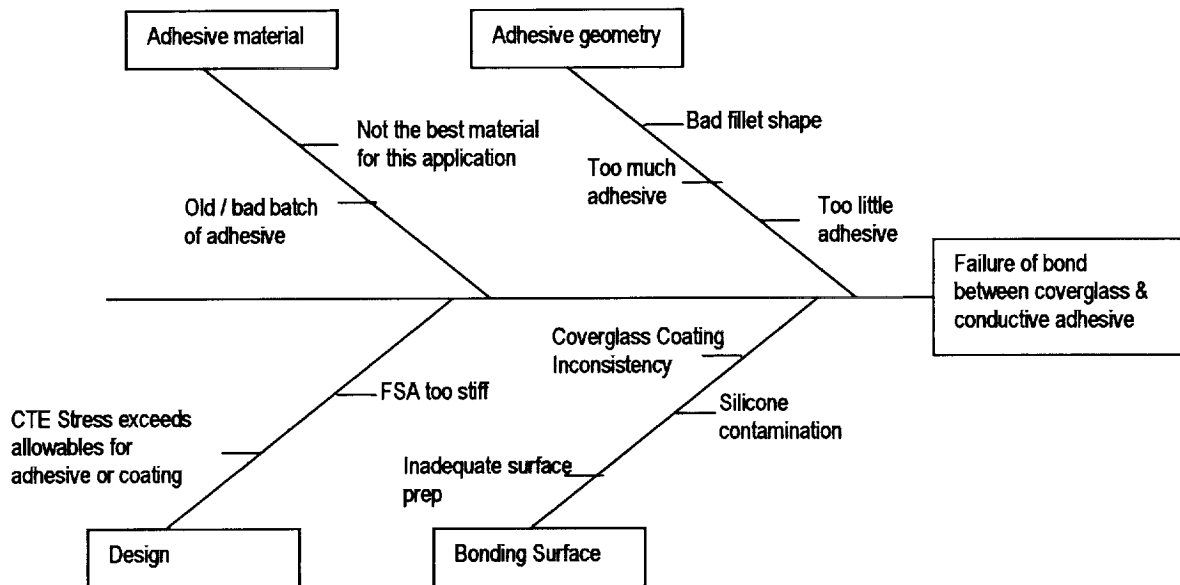 Adhesive material
Adhesive geometry
Not the best material
for this application
Old / bad batch
of adhesive
Bad fillet shape
Too much
adhesive
Too little
adhesive
Failure of bond
between coverglass &
conductive adhesive
Coverglass Coating
Inconsistency
FSA too stiff
CTE Stress exceeds
allowables for
adhesive or coating
Silicone
contamination
Inadequate surface
prep
Design
Bonding Surface